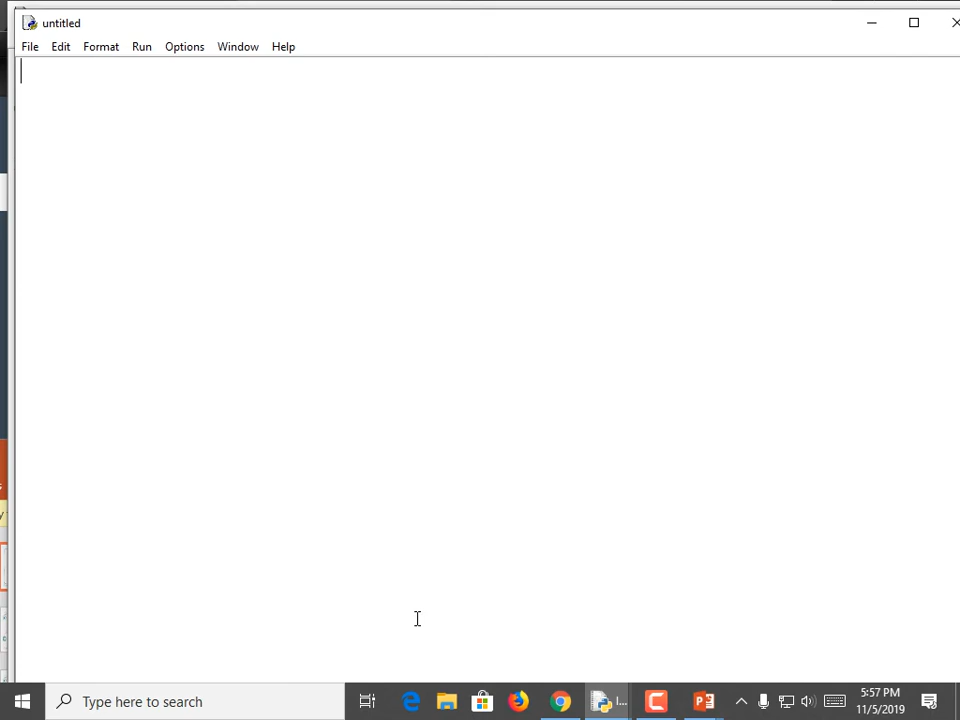 untitled
File Edit Format Run Options Window Help
Type here to search
I...
5:57 PM
11/5/2019